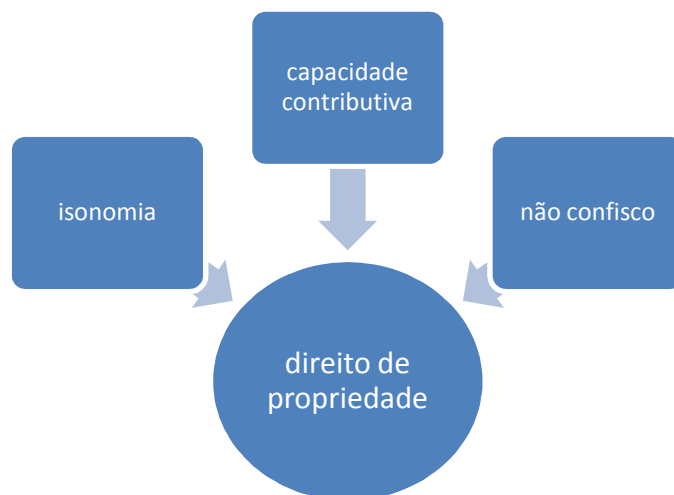 capacidade
contributiva
isonomia
não confisco
direito de
propriedade